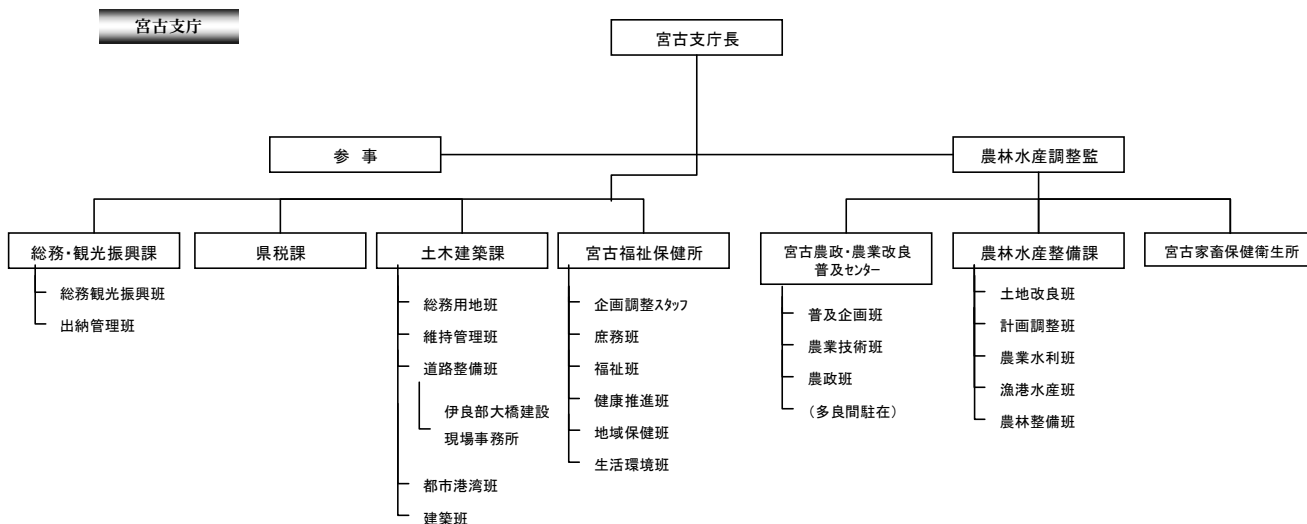 宮古支庁
宮古支庁長
参 事
農林水産調整監
総務・観光振興課
総務観光振興班
出納管理班
県税課
土木建築課
総務用地班
維持管理班
道路整備班
伊良部大橋建設
現場事務所
都市港湾班
建築班
宮古福祉保健所
企画調整ｽﾀｯﾌ
庶務班
福祉班
健康推進班
地域保健班
生活環境班
宮古農政・農業改良
普及ｾﾝﾀｰ
普及企画班
農業技術班
農政班
(多良間駐在)
農林水産整備課
土地改良班
計画調整班
農業水利班
漁港水産班
農林整備班
宮古家畜保健衛生所